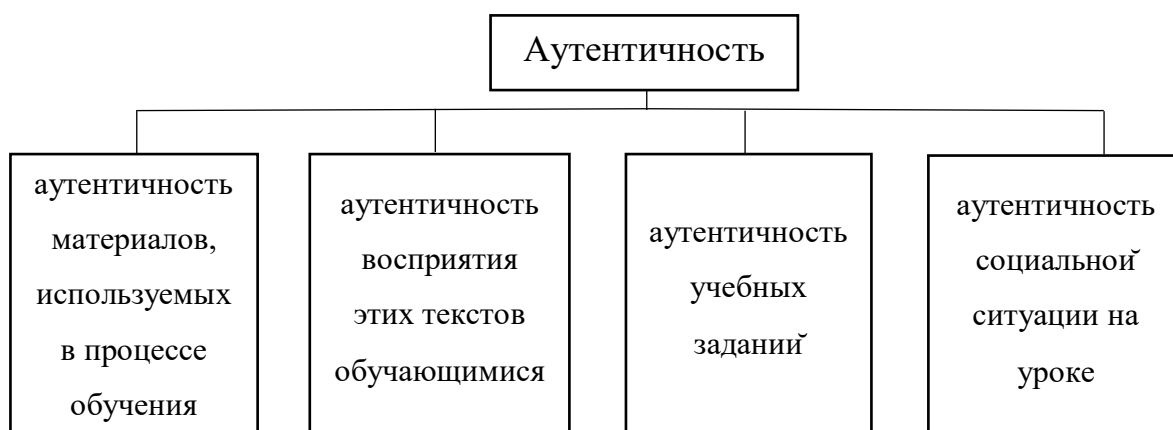 Аутентичность
аутентичность
материалов,
используемых
в процессе
обучения
аутентичность
восприятия
этих текстов
обучающимися
аутентичность
учебных
заданий
аутентичность
социальной
ситуации на
уроке